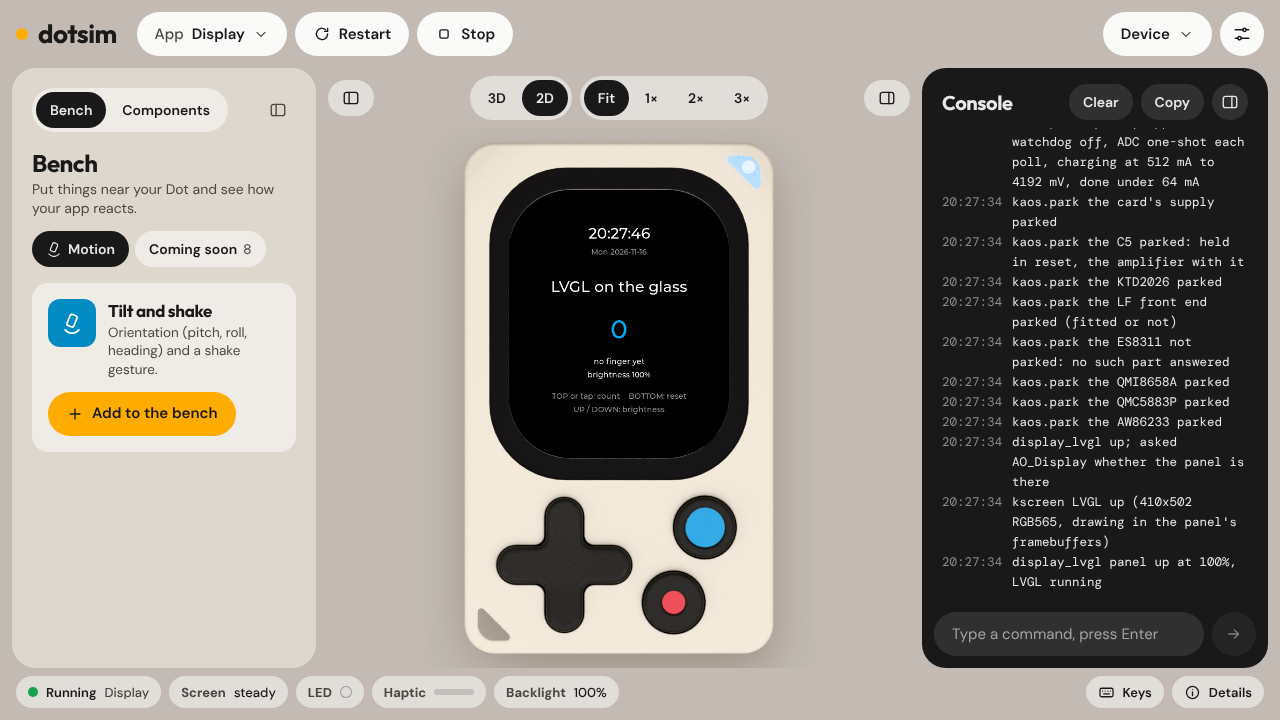 dotsim
App Display
Restart
Stop
Device
Bench
Components
Bench
Put things near your Dot and see how
your app reacts.
Motion
Coming soon 8
Tilt and shake
Orientation (pitch, roll,
heading) and a shake
gesture.
Add to the bench
3D
2D
Fit
1×
2×
3×
20:27:46
Mon 2026-11-16
LVGL on the glass
0
no finger yet
brightness 100%
TOP or tap: count BOTTOM: reset
UP / DOWN: brightness
Console
Clear
Copy
watchdog off, ADC one-shot each
poll, charging at 512 mA to
4192 mV, done under 64 mA
20:27:34 kaos.park the card's supply
parked
20:27:34 kaos.park the C5 parked: held
in reset, the amplifier with it
20:27:34 kaos.park the KTD2026 parked
20:27:34 kaos.park the LF front end
parked (fitted or not)
20:27:34 kaos.park the ES8311 not
parked: no such part answered
20:27:34 kaos.park the QMI8658A parked
20:27:34 kaos.park the QMC5883P parked
20:27:34 kaos.park the AW86233 parked
20:27:34 display_lvgl up; asked
AO_Display whether the panel is
there
20:27:34 kscreen LVGL up (410x502
RGB565, drawing in the panel's
framebuffers)
20:27:34 display_lvgl panel up at 100%,
LVGL running
Type a command, press Enter
Running Display
Screen steady
LED
Haptic
Backlight 100%
Keys
Details